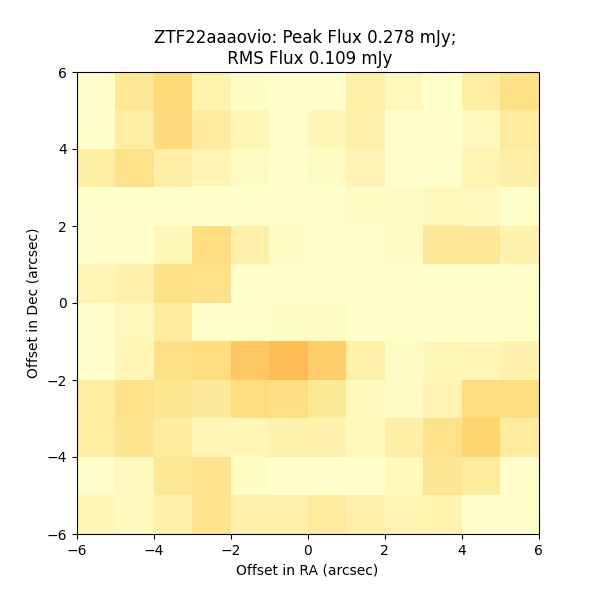 ZTF22aaaovio: Peak Flux 0.278 mJy;
RMS Flux 0.109 mJy
6
4
2
0
−2
−4
−6
Offset in Dec (arcsec)
−6 −4 −2 0 2 4 6
Offset in RA (arcsec)